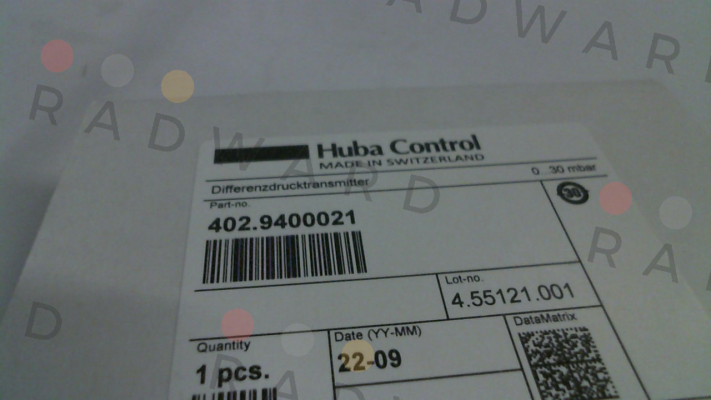 Huba Control
MADE IN SWITZERLAND
Differenzdrucktransmitter 0...30 mbar
Part-no.
402.9400021
Lot-no.
4.55121.001
Quantity
1 pcs.
Date (YY-MM)
22-09
DataMatrix
RADWARD
RADWARD